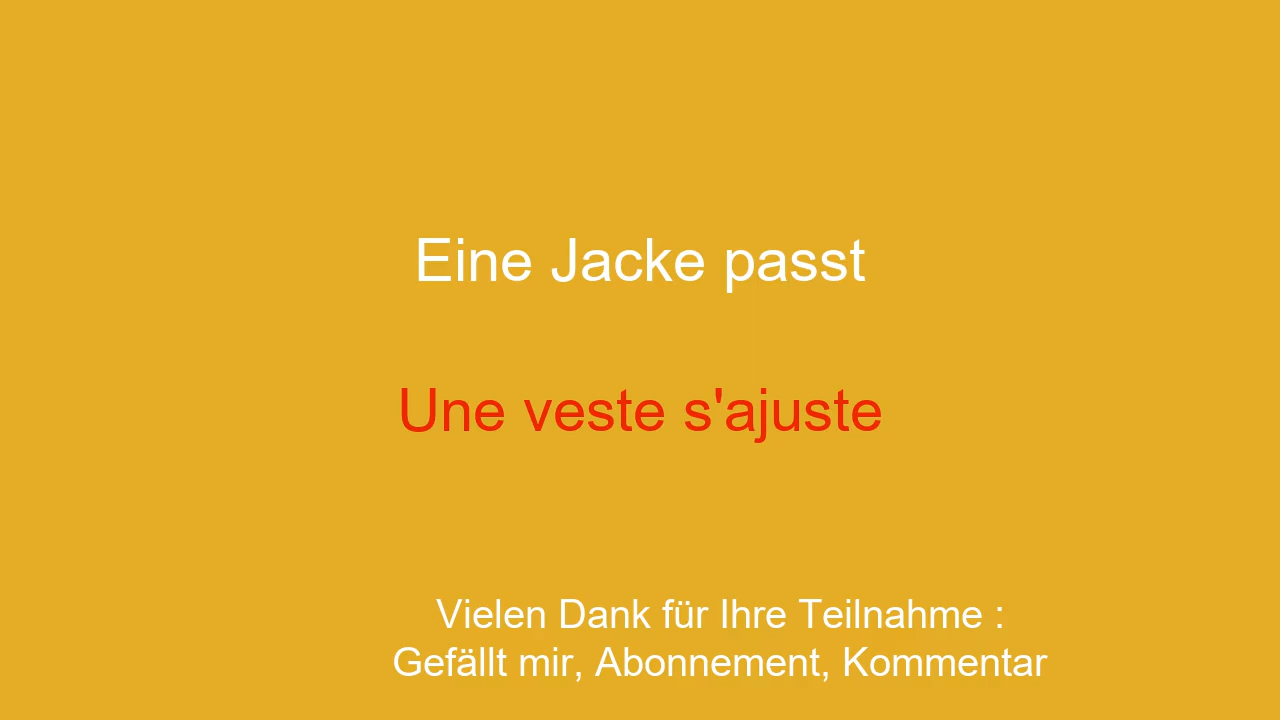 Eine Jacke passt
Une veste s'ajuste
Vielen Dank für Ihre Teilnahme :
Gefällt mir, Abonnement, Kommentar